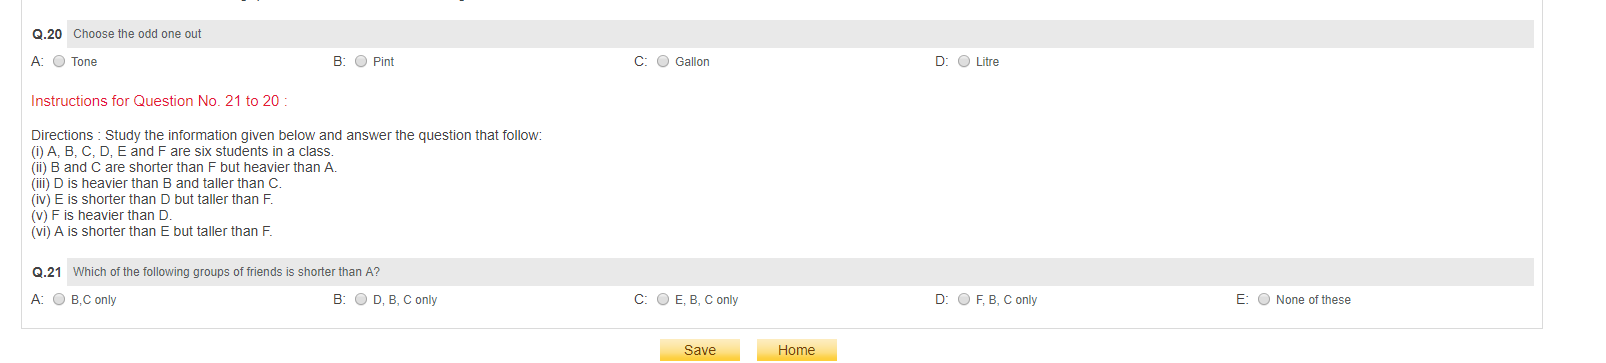 Q.20 Choose the odd one out
A: Tone B: Pint C: Gallon D: Litre
Instructions for Question No. 21 to 20 :
Directions : Study the information given below and answer the question that follow:
(i) A, B, C, D, E and F are six students in a class.
(ii) B and C are shorter than F but heavier than A.
(iii) D is heavier than B and taller than C.
(iv) E is shorter than D but taller than F.
(v) F is heavier than D.
(vi) A is shorter than E but taller than F.
Q.21 Which of the following groups of friends is shorter than A?
A: B,C only B: D, B, C only C: E, B, C only D: F, B, C only E: None of these
Save Home